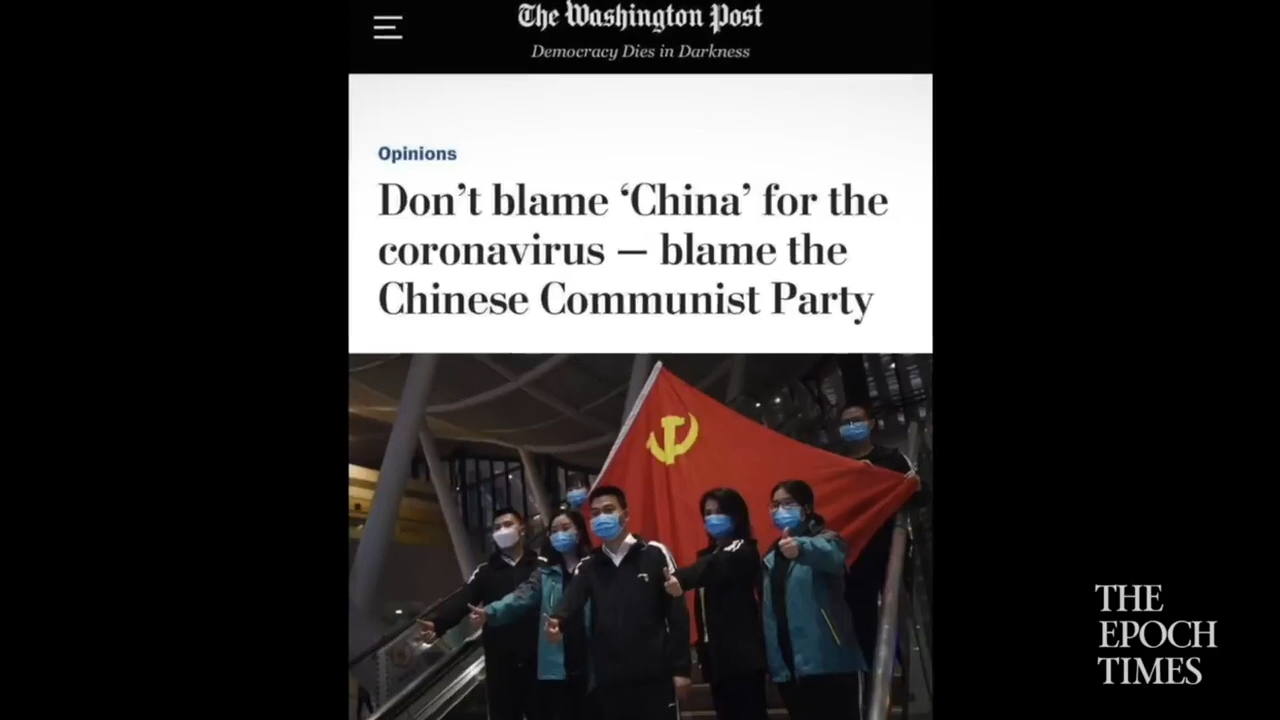 The Washington Post
Democracy Dies in Darkness
Opinions
Don't blame ‘China’ for the
coronavirus — blame the
Chinese Communist Party
THE
EPOCH
TIMES